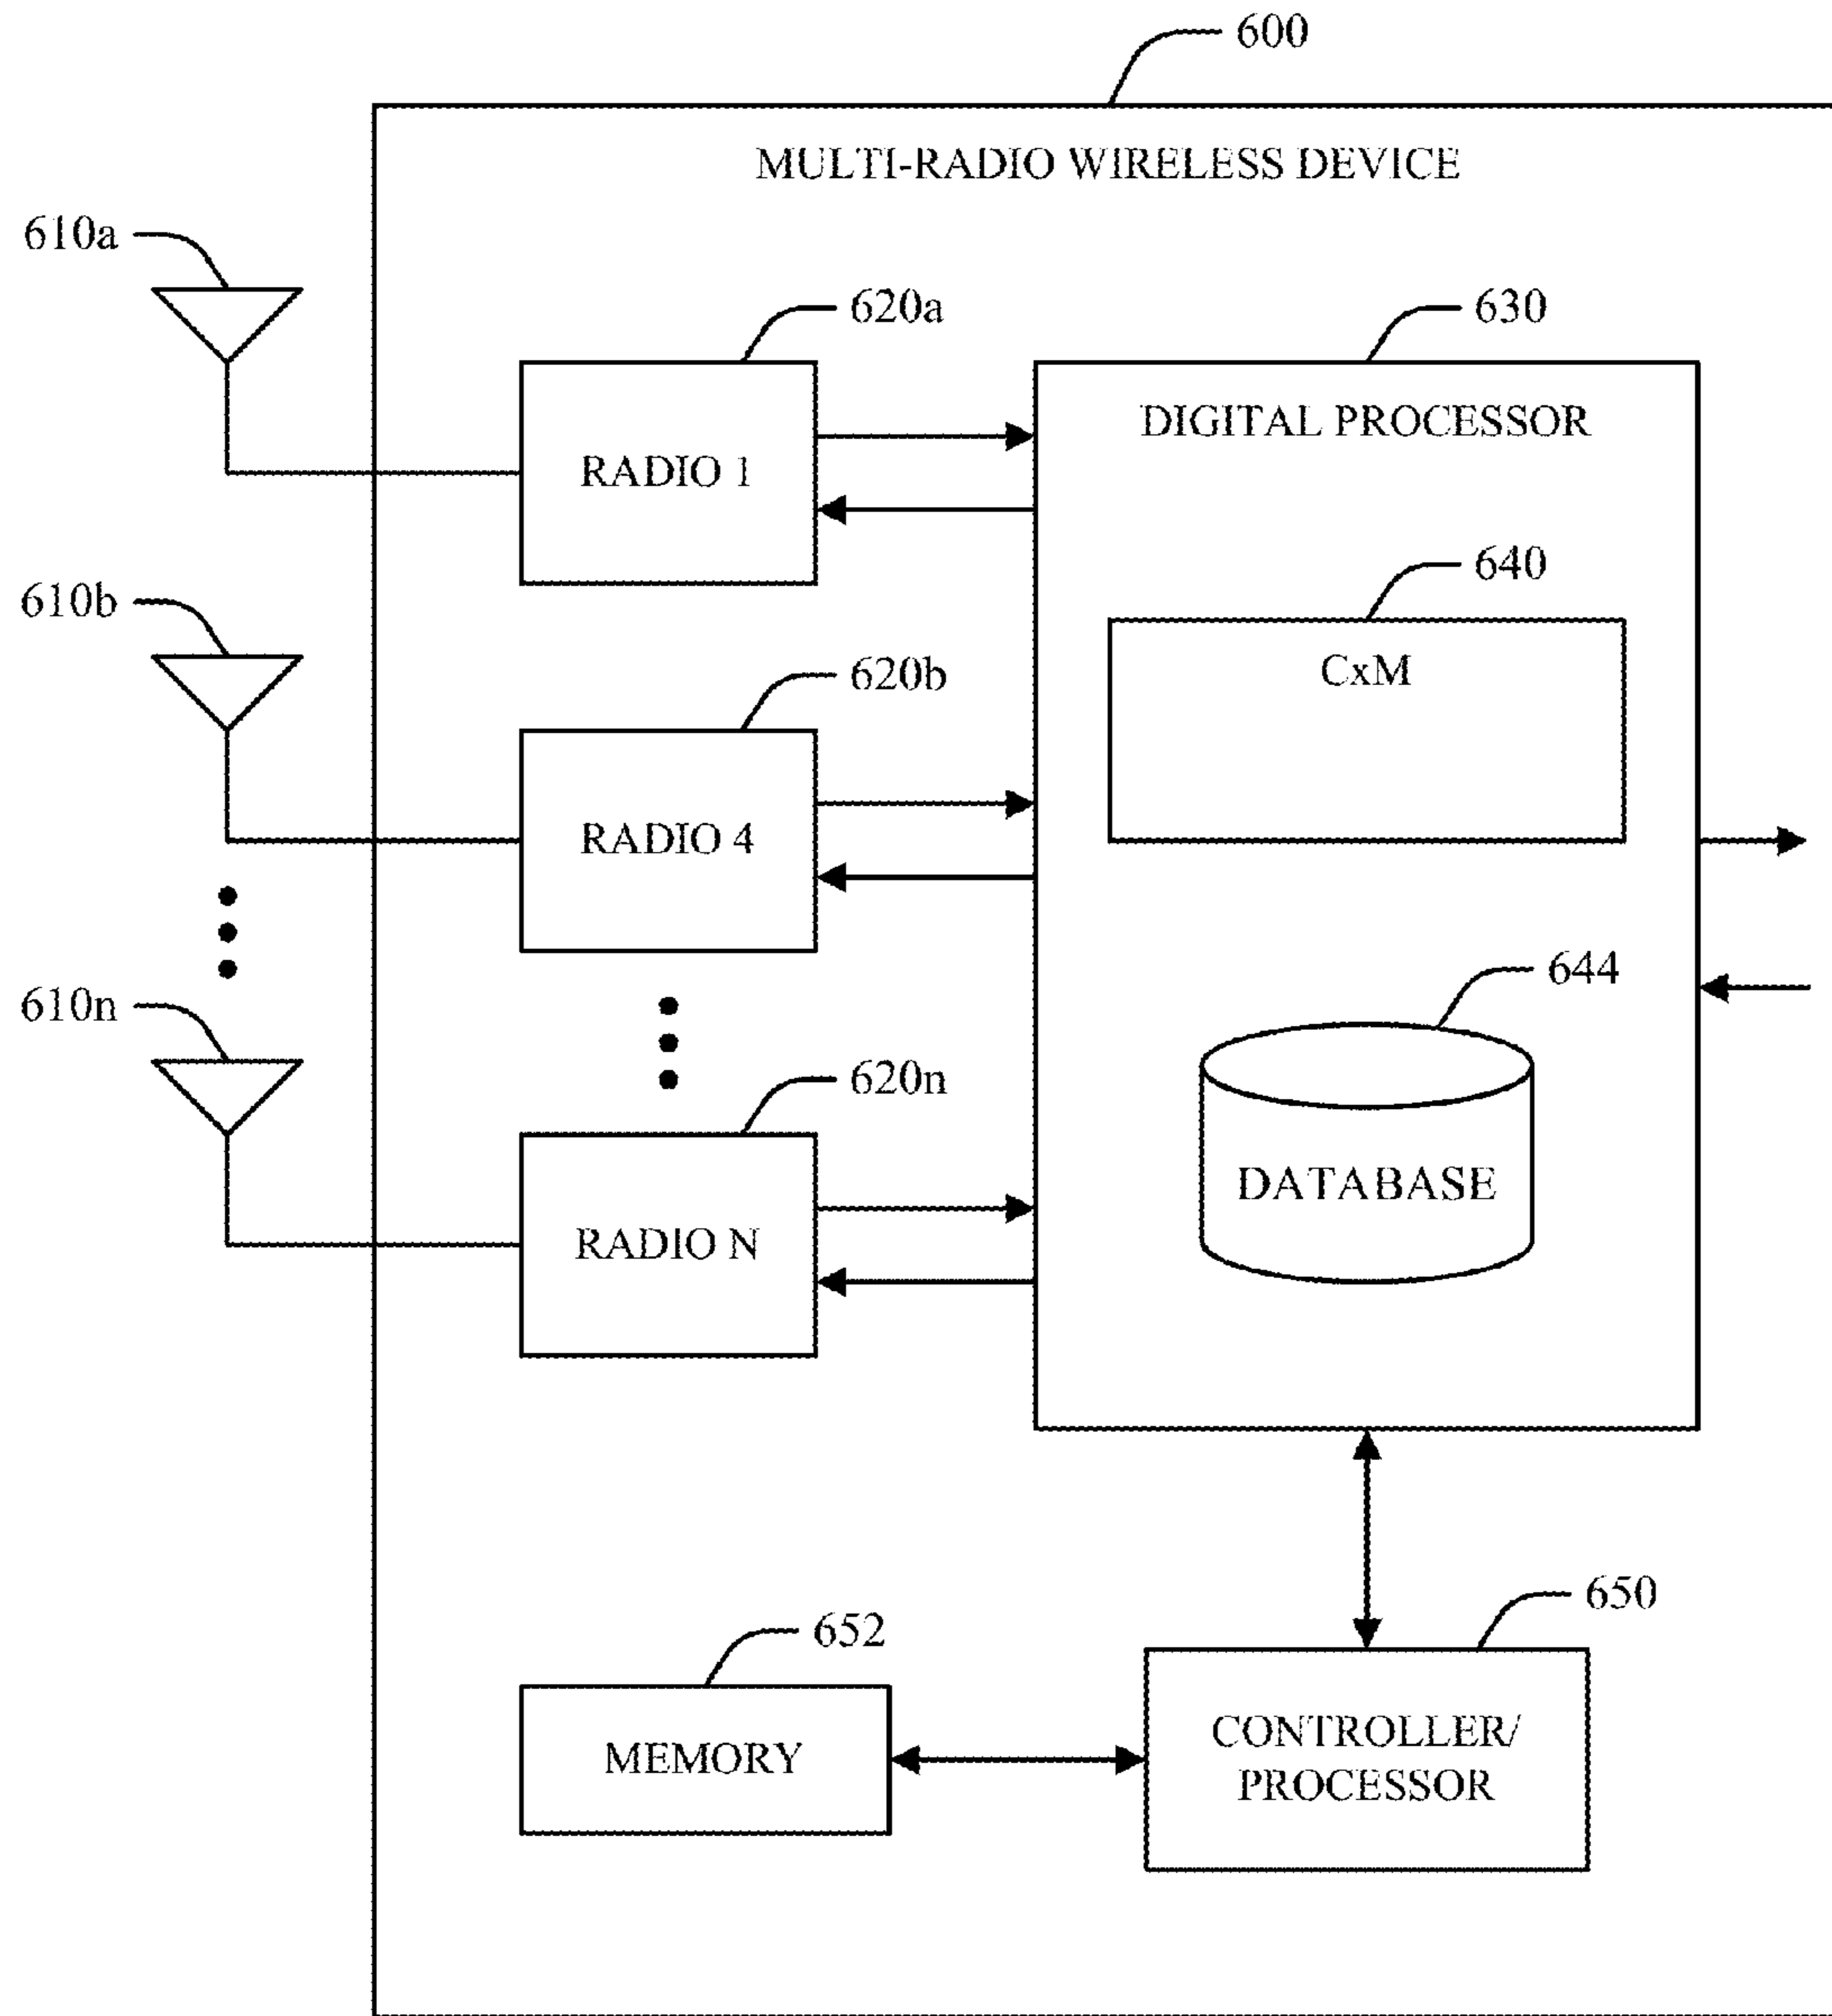 600
MULTI-RADIO WIRELESS DEVICE
610a
620a
630
RADIO 1
DIGITAL PROCESSOR
640
610b
CxM
620b
RADIO 4
644
610n
620n
DATABASE
RADIO N
650
652
MEMORY
CONTROLLER/
PROCESSOR